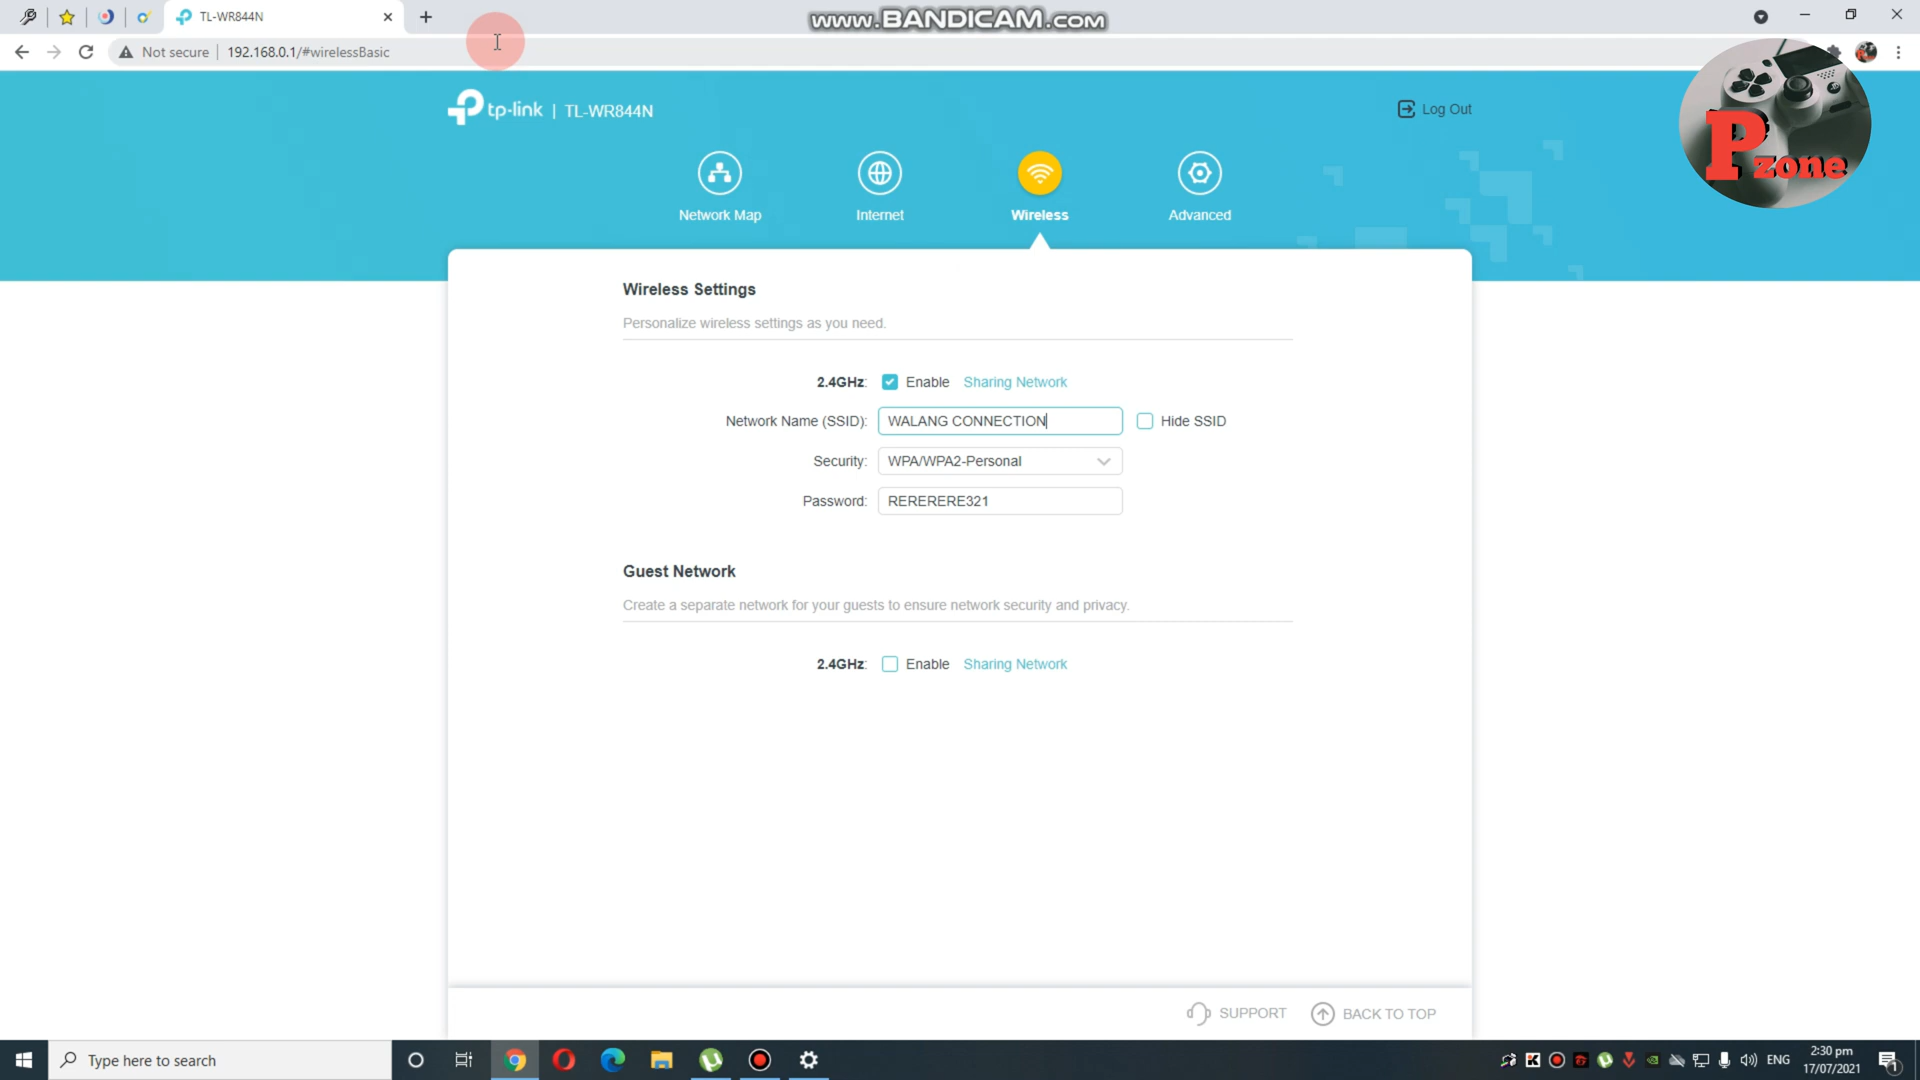 TL-WR844N
www.BANDICAM.com
Not secure
192.168.0.1/#wirelessBasic
tp-link | TL-WR844N
Log Out
Pzone
Network Map
Internet
Wireless
Advanced
Wireless Settings
Personalize wireless settings as you need.
2.4GHz: Enable Sharing Network
Network Name (SSID): WALANG CONNECTION Hide SSID
Security: WPA/WPA2-Personal
Password: RERERERE321
Guest Network
Create a separate network for your guests to ensure network security and privacy.
2.4GHz: Enable Sharing Network
SUPPORT
BACK TO TOP
Type here to search
ENG
2:30 pm
17/07/2021
1